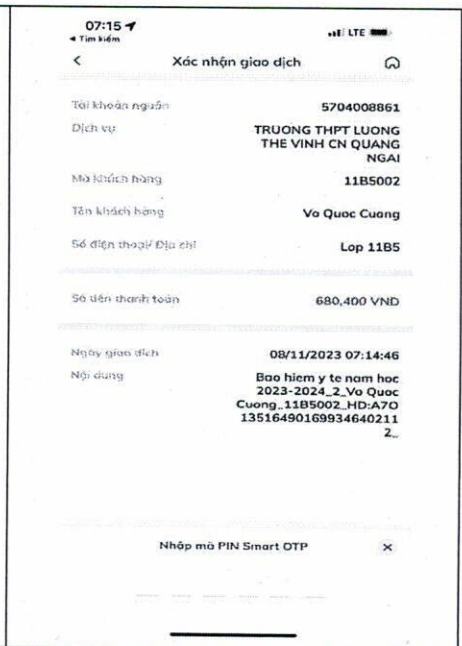 07:15
◀ Tìm kiếm
LTE
Xác nhận giao dịch
Tài khoản nguồn
5704008861
Dịch vụ
TRUONG THPT LUONG
THE VINH CN QUANG
NGAI
Mã khách hàng
11B5002
Tên khách hàng
Vo Quoc Cuong
Số điện thoại/ Địa chỉ
Lop 11B5
Số tiền thanh toán
680,400 VND
Ngày giao dịch
08/11/2023 07:14:46
Nội dung
Bao hiem y te nam hoc
2023-2024_2_Vo Quoc
Cuong_11B5002_HD:A7O
13516490169934640211
2_
Nhập mã PIN Smart OTP